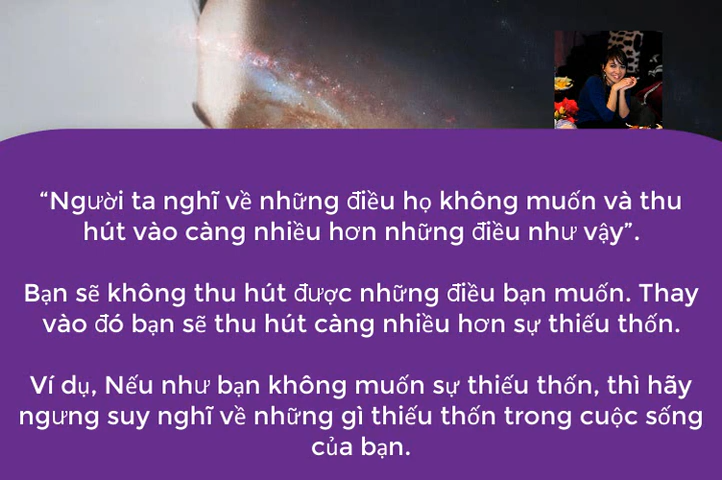 “Người ta nghĩ về những điều họ không muốn và thu
hút vào càng nhiều hơn những điều như vậy”.
Bạn sẽ không thu hút được những điều bạn muốn. Thay
vào đó bạn sẽ thu hút càng nhiều hơn sự thiếu thốn.
Ví dụ, Nếu như bạn không muốn sự thiếu thốn, thì hãy
ngưng suy nghĩ về những gì thiếu thốn trong cuộc sống
của bạn.